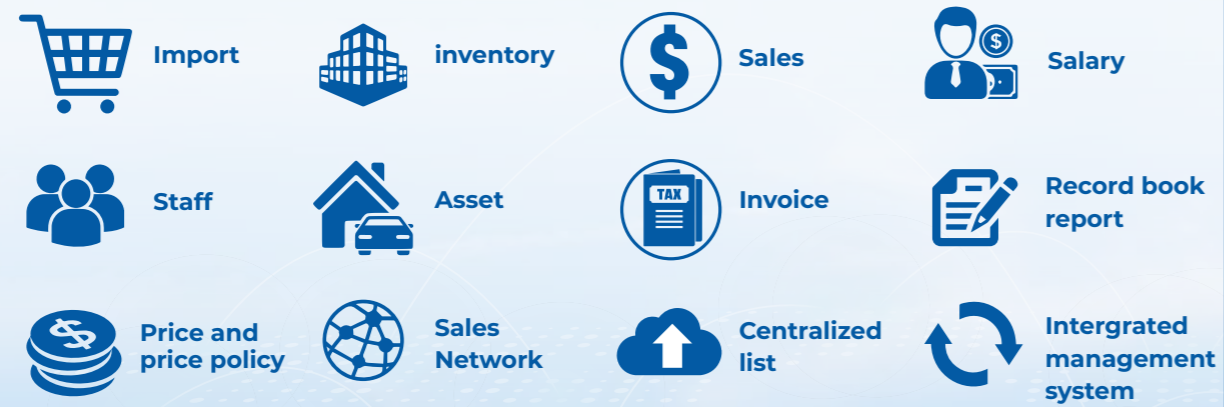 Import
inventory
$
Sales
$
Salary
Staff
Asset
TAX
Invoice
Record book
report
$
Price and
price policy
Sales
Network
Centralized
list
Intergrated
management
system